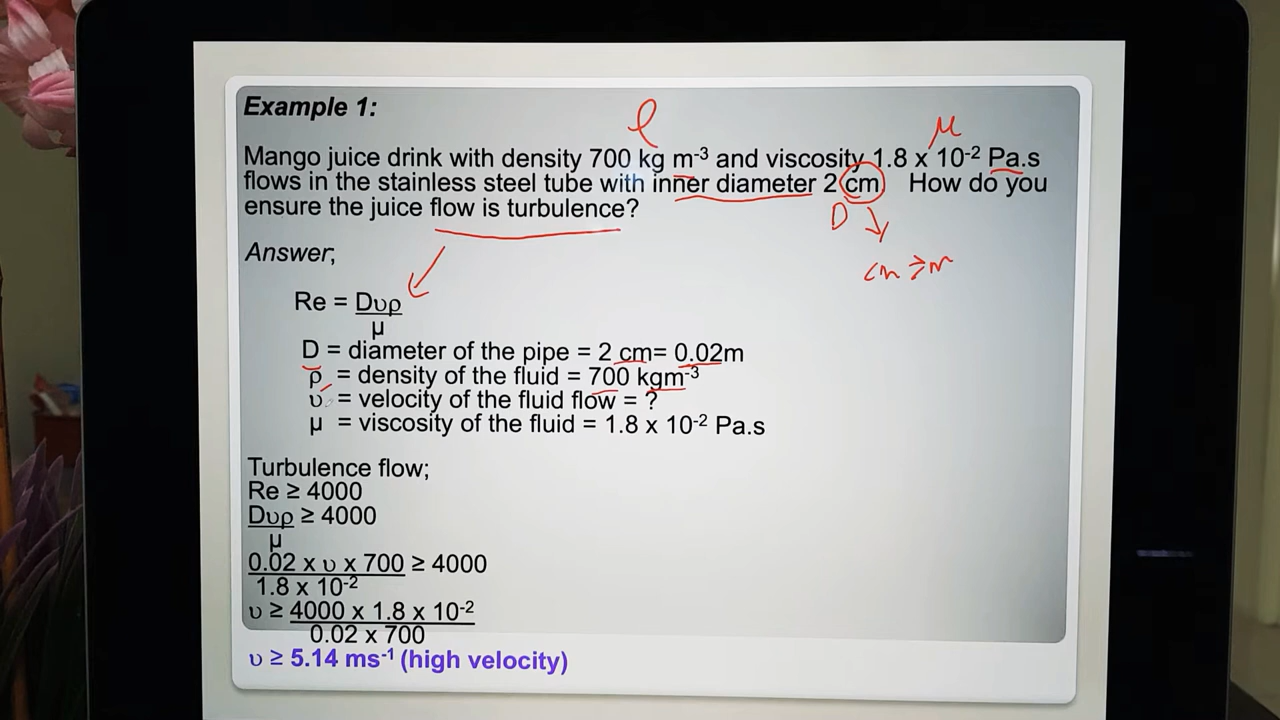 Example 1:
ρ μ
Mango juice drink with density 700 kg m-3 and viscosity 1.8 x 10-2 Pa.s
flows in the stainless steel tube with inner diameter 2 cm How do you
ensure the juice flow is turbulence?
D
cm → m
Answer;
Re = Dυρ
μ
D = diameter of the pipe = 2 cm= 0.02m
ρ = density of the fluid = 700 kgm-3
υ = velocity of the fluid flow = ?
μ = viscosity of the fluid = 1.8 x 10-2 Pa.s
Turbulence flow;
Re ≥ 4000
Dυρ ≥ 4000
μ
0.02 x υ x 700 ≥ 4000
1.8 x 10-2
υ ≥ 4000 x 1.8 x 10-2
0.02 x 700
υ ≥ 5.14 ms-1 (high velocity)